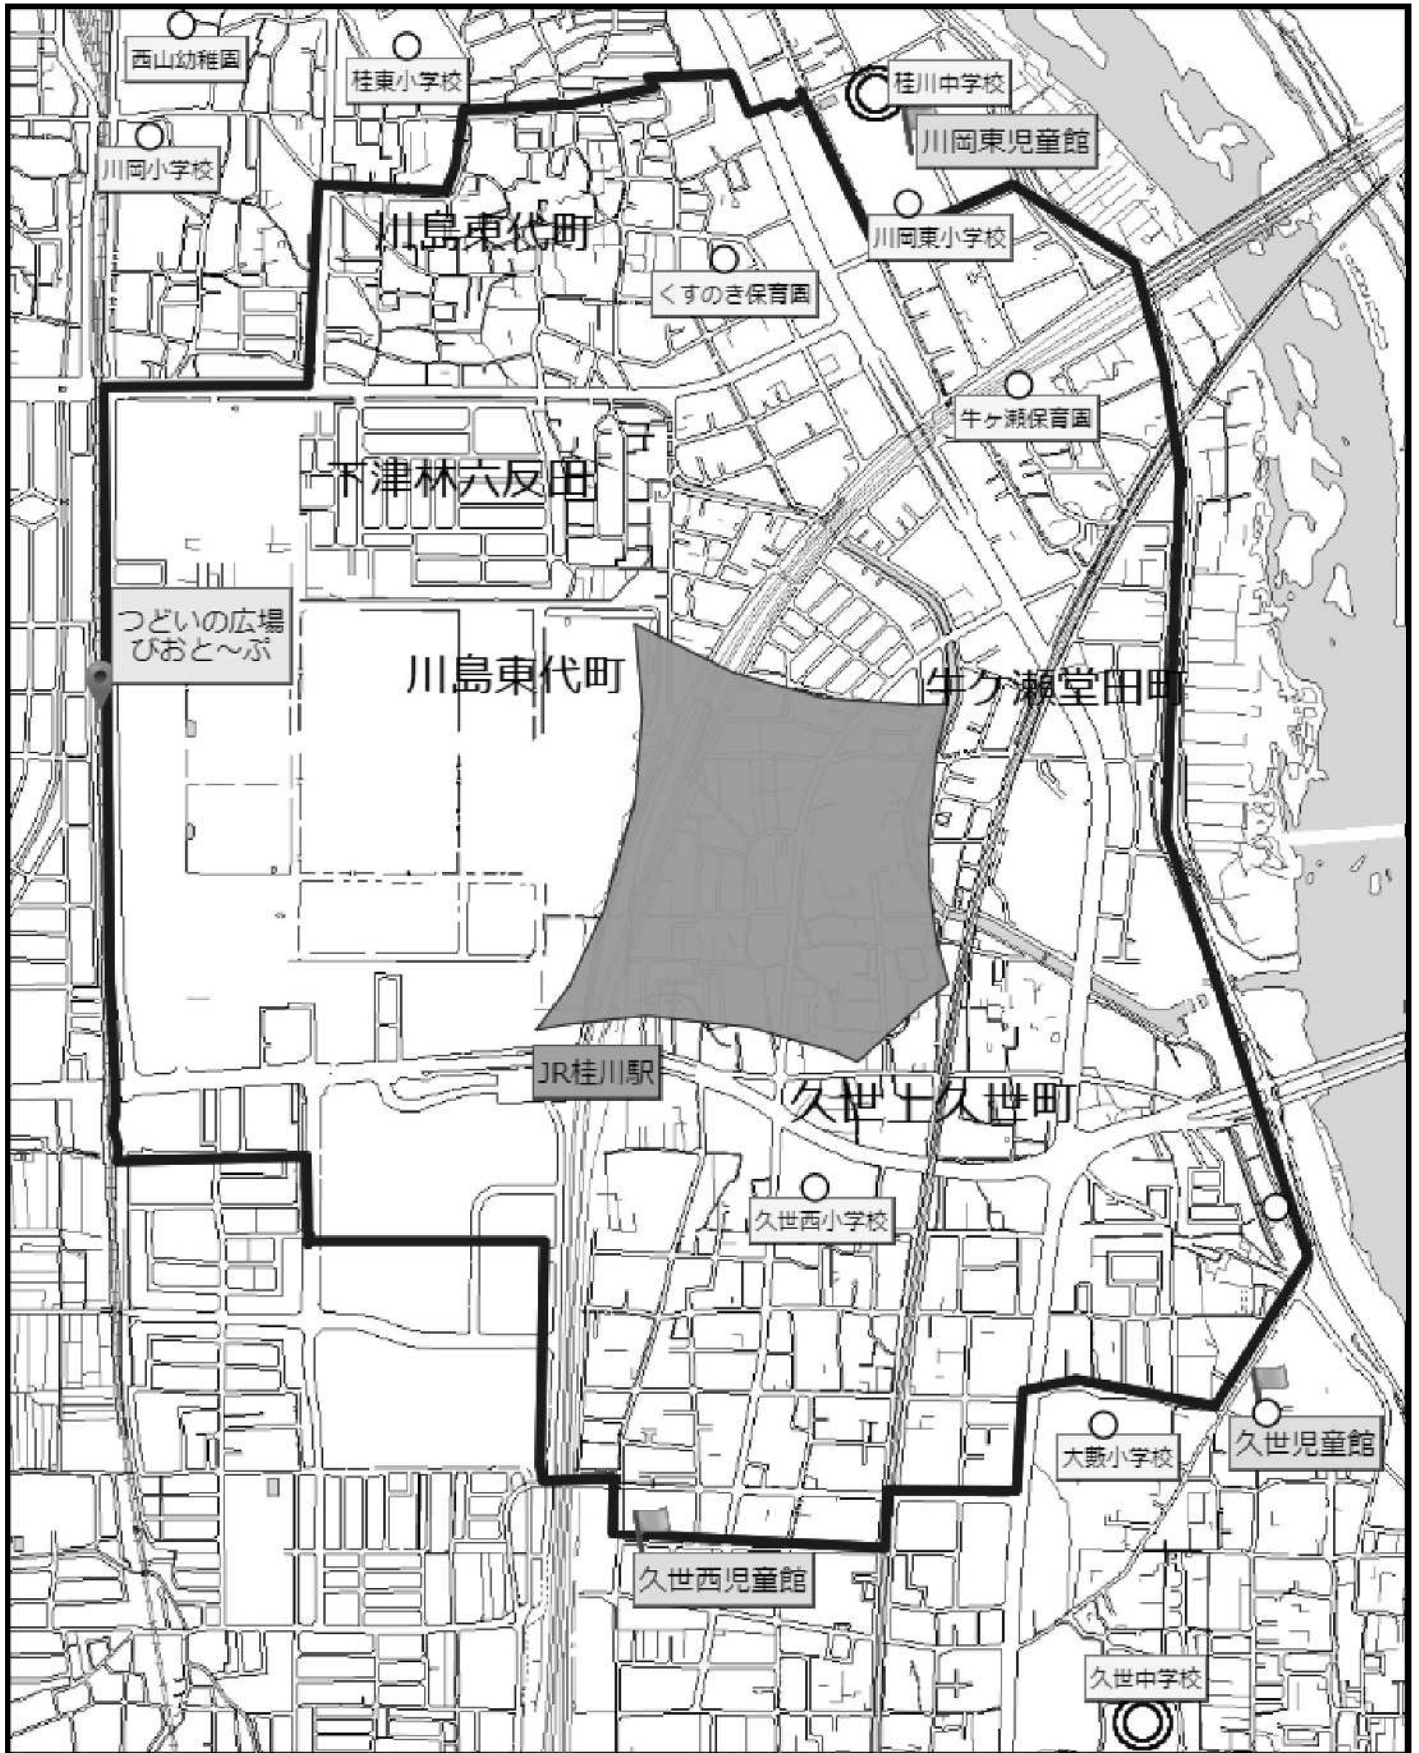 西山幼稚園
桂東小学校
桂川中学校
川岡東児童館
川岡小学校
川島東代町
川岡東小学校
くすのき保育園
牛ヶ瀬保育園
下津林六反田
つどいの広場
びおと～ぷ
川島東代町
牛ケ瀬堂田町
JR桂川駅
久世上久世町
久世西小学校
大藪小学校
久世児童館
久世西児童館
久世中学校